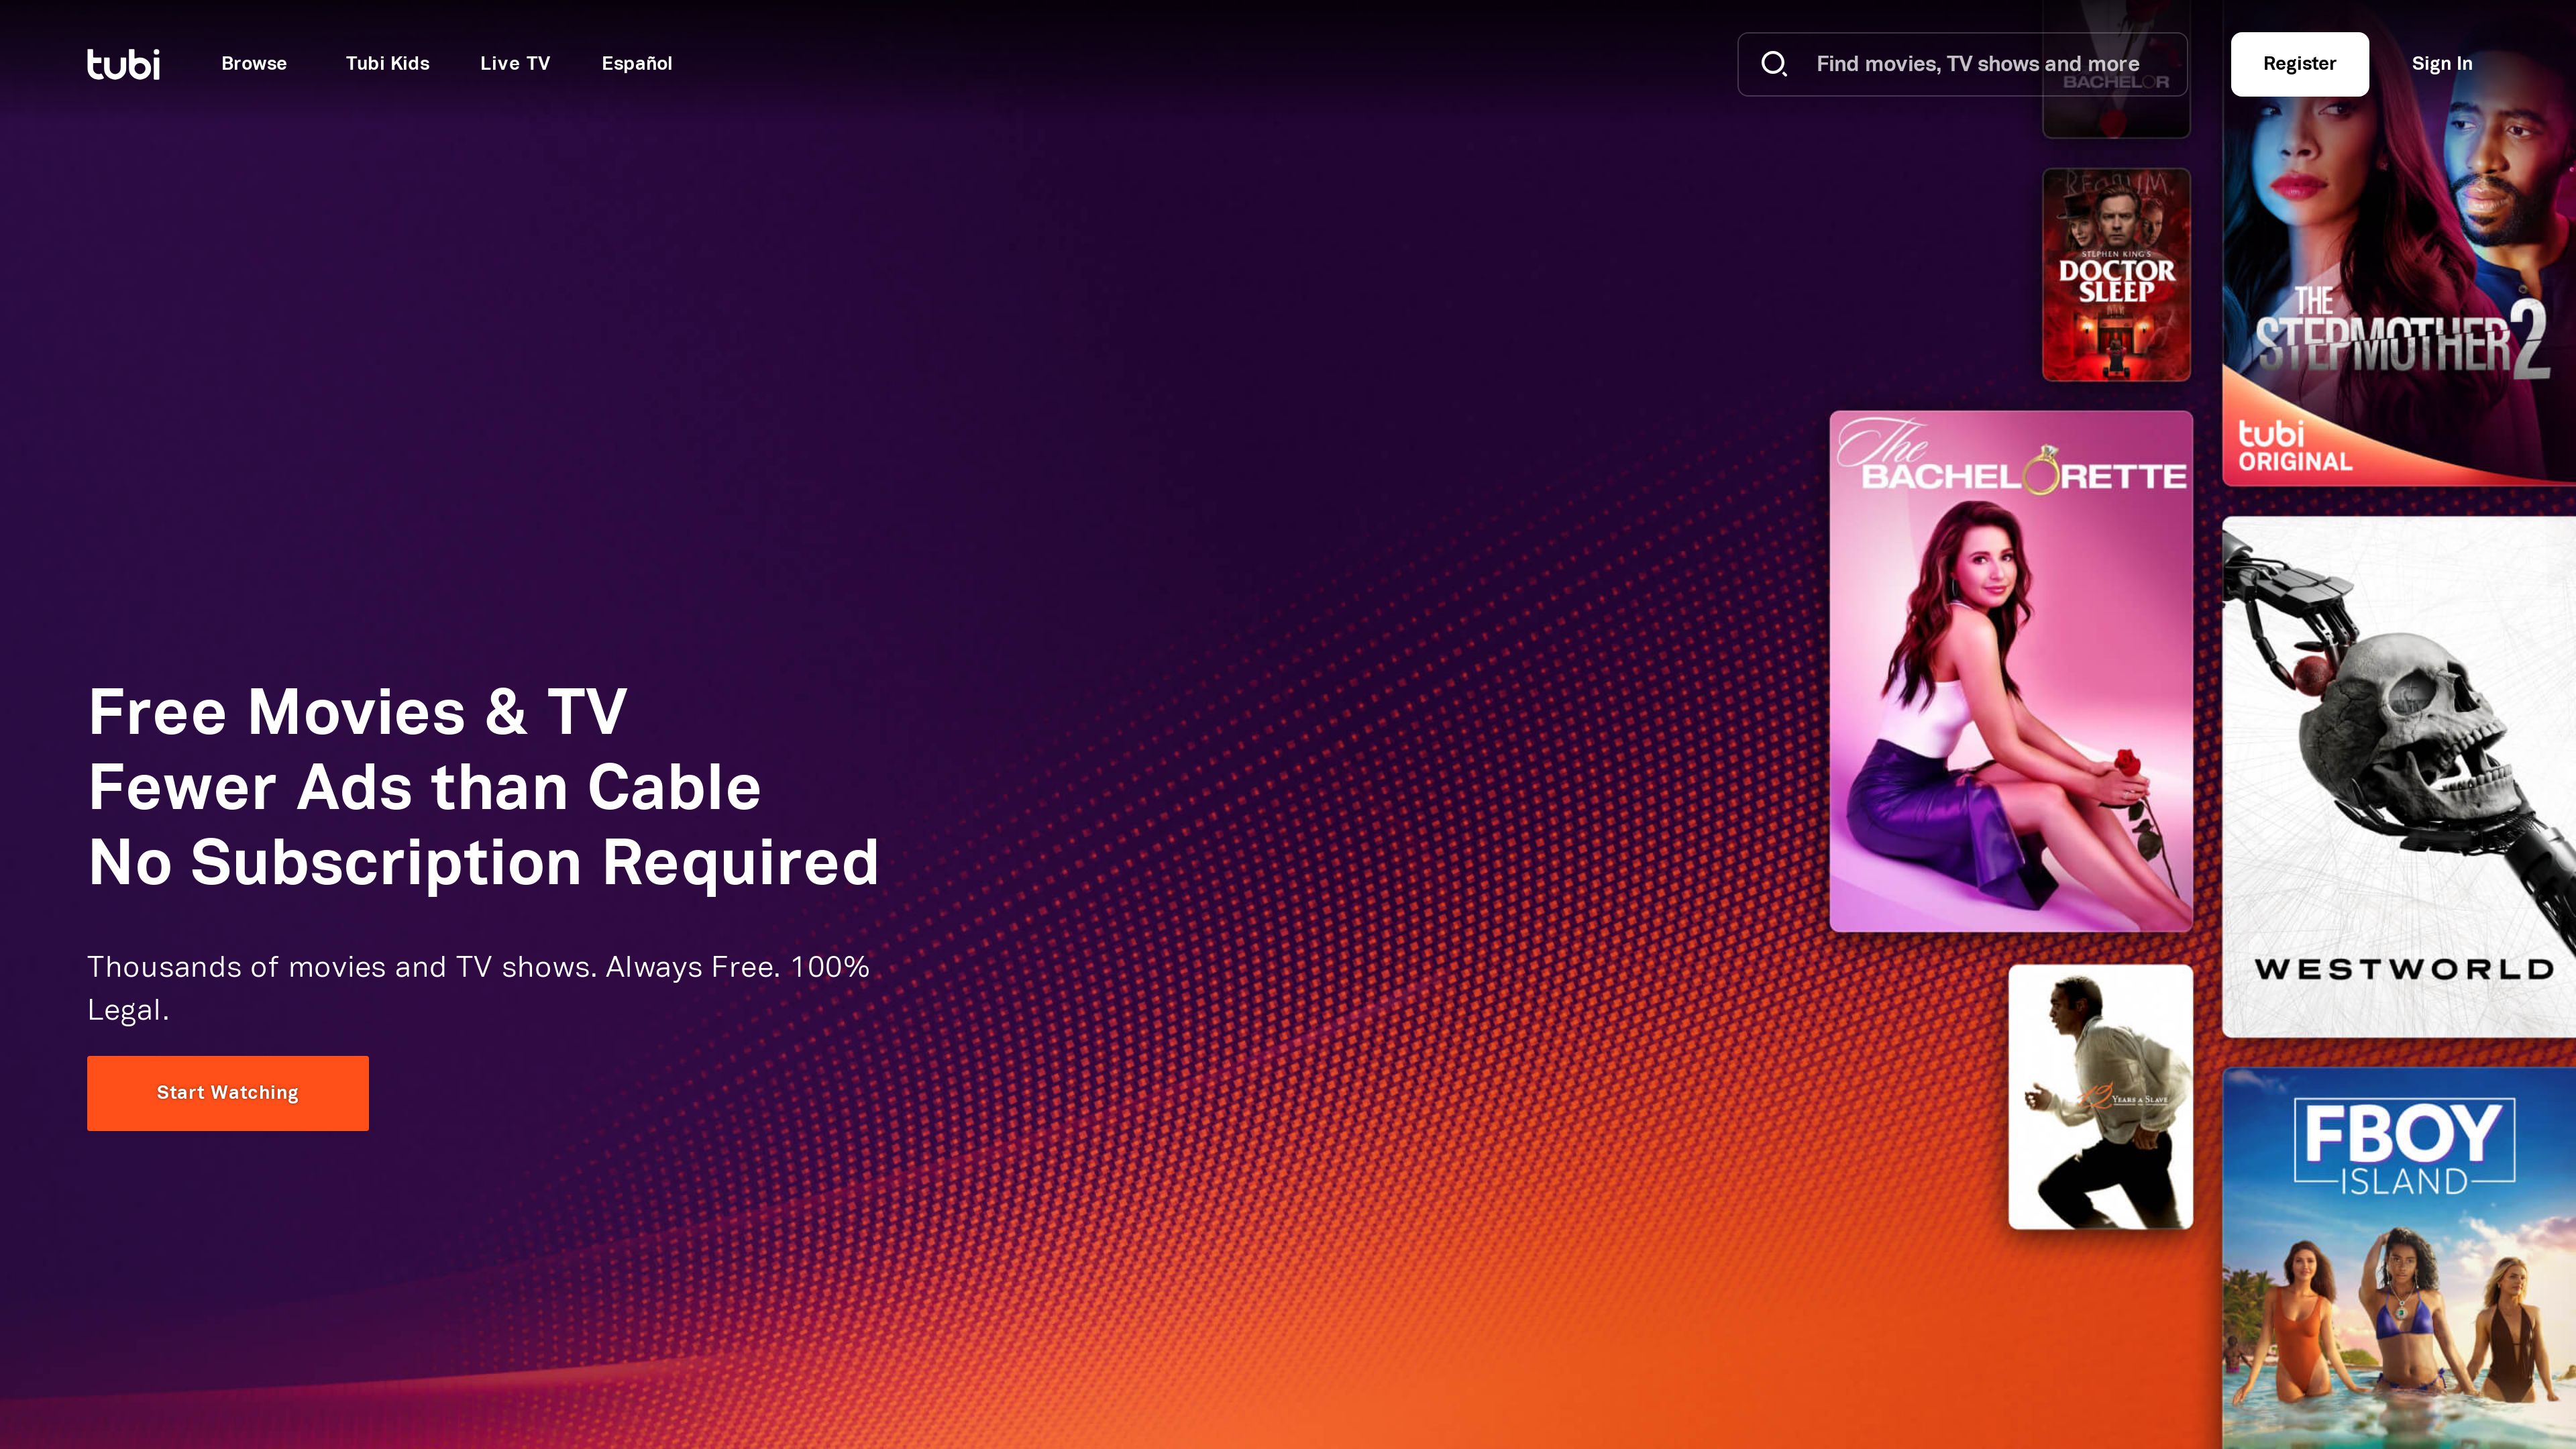 tubi
Browse
Tubi Kids
Live TV
Español
Find movies, TV shows and more
Register
Sign In
BACHELOR
REDRUM.
STEPHEN KING'S
DOCTOR
SLEEP
THE
STEPMOTHER 2
tubi
ORIGINAL
The
BACHELORETTE
Free Movies & TV
Fewer Ads than Cable
No Subscription Required
Thousands of movies and TV shows. Always Free. 100%
Legal.
Start Watching
WESTWORLD
12 YEARS A SLAVE
FBOY
ISLAND